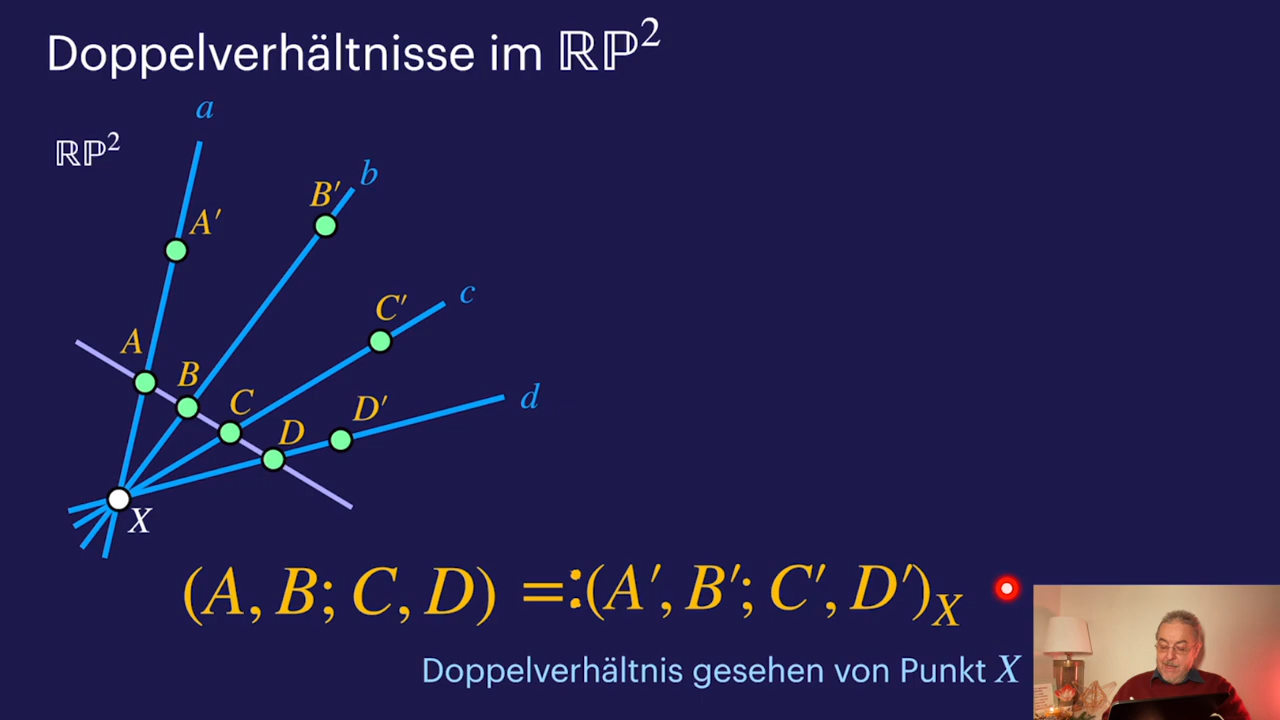 Doppelverhältnisse im ℝℙ²
a
ℝℙ²
b
B′
A′
c
C′
A
B
d
C
D′
D
X
(A, B; C, D) =:(A′, B′; C′, D′)_X
Doppelverhältnis gesehen von Punkt X